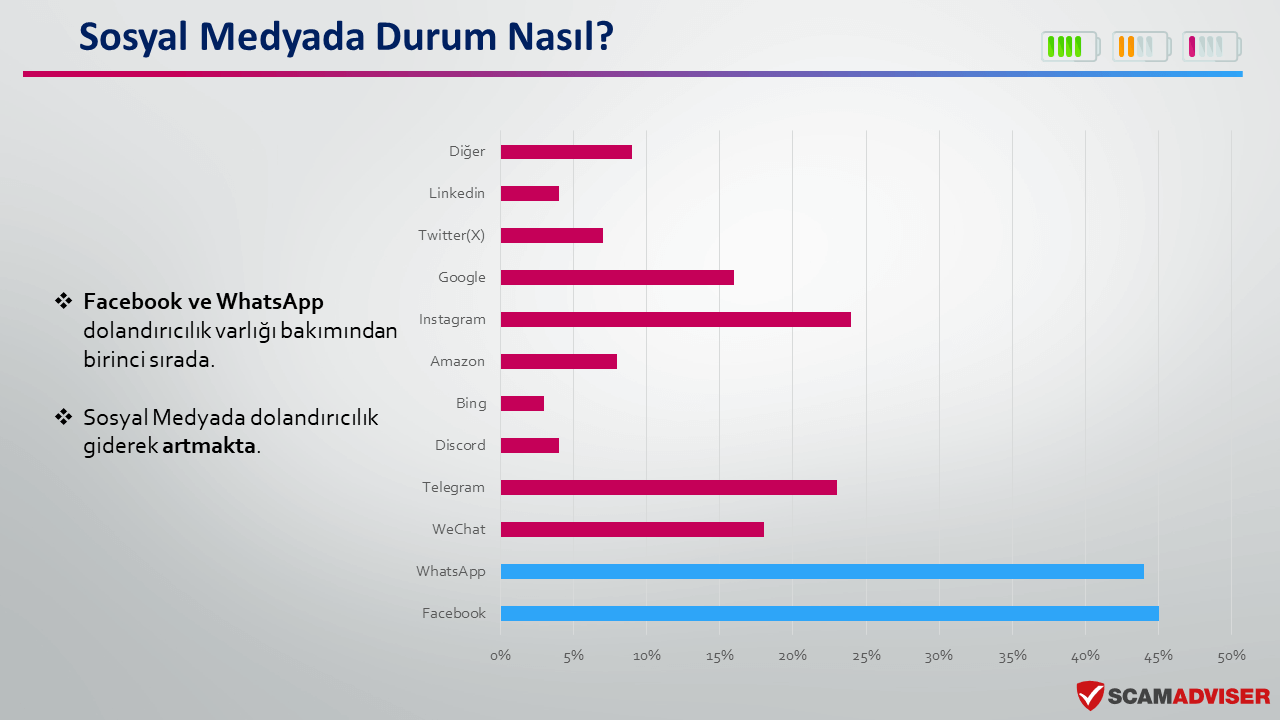 Sosyal Medyada Durum Nasıl?
❖ Facebook ve WhatsApp
dolandırıcılık varlığı bakımından
birinci sırada.
❖ Sosyal Medyada dolandırıcılık
giderek artmakta.
Diğer
Linkedin
Twitter(X)
Google
Instagram
Amazon
Bing
Discord
Telegram
WeChat
WhatsApp
Facebook
0% 5% 10% 15% 20% 25% 30% 35% 40% 45% 50%
SCAMADVISER